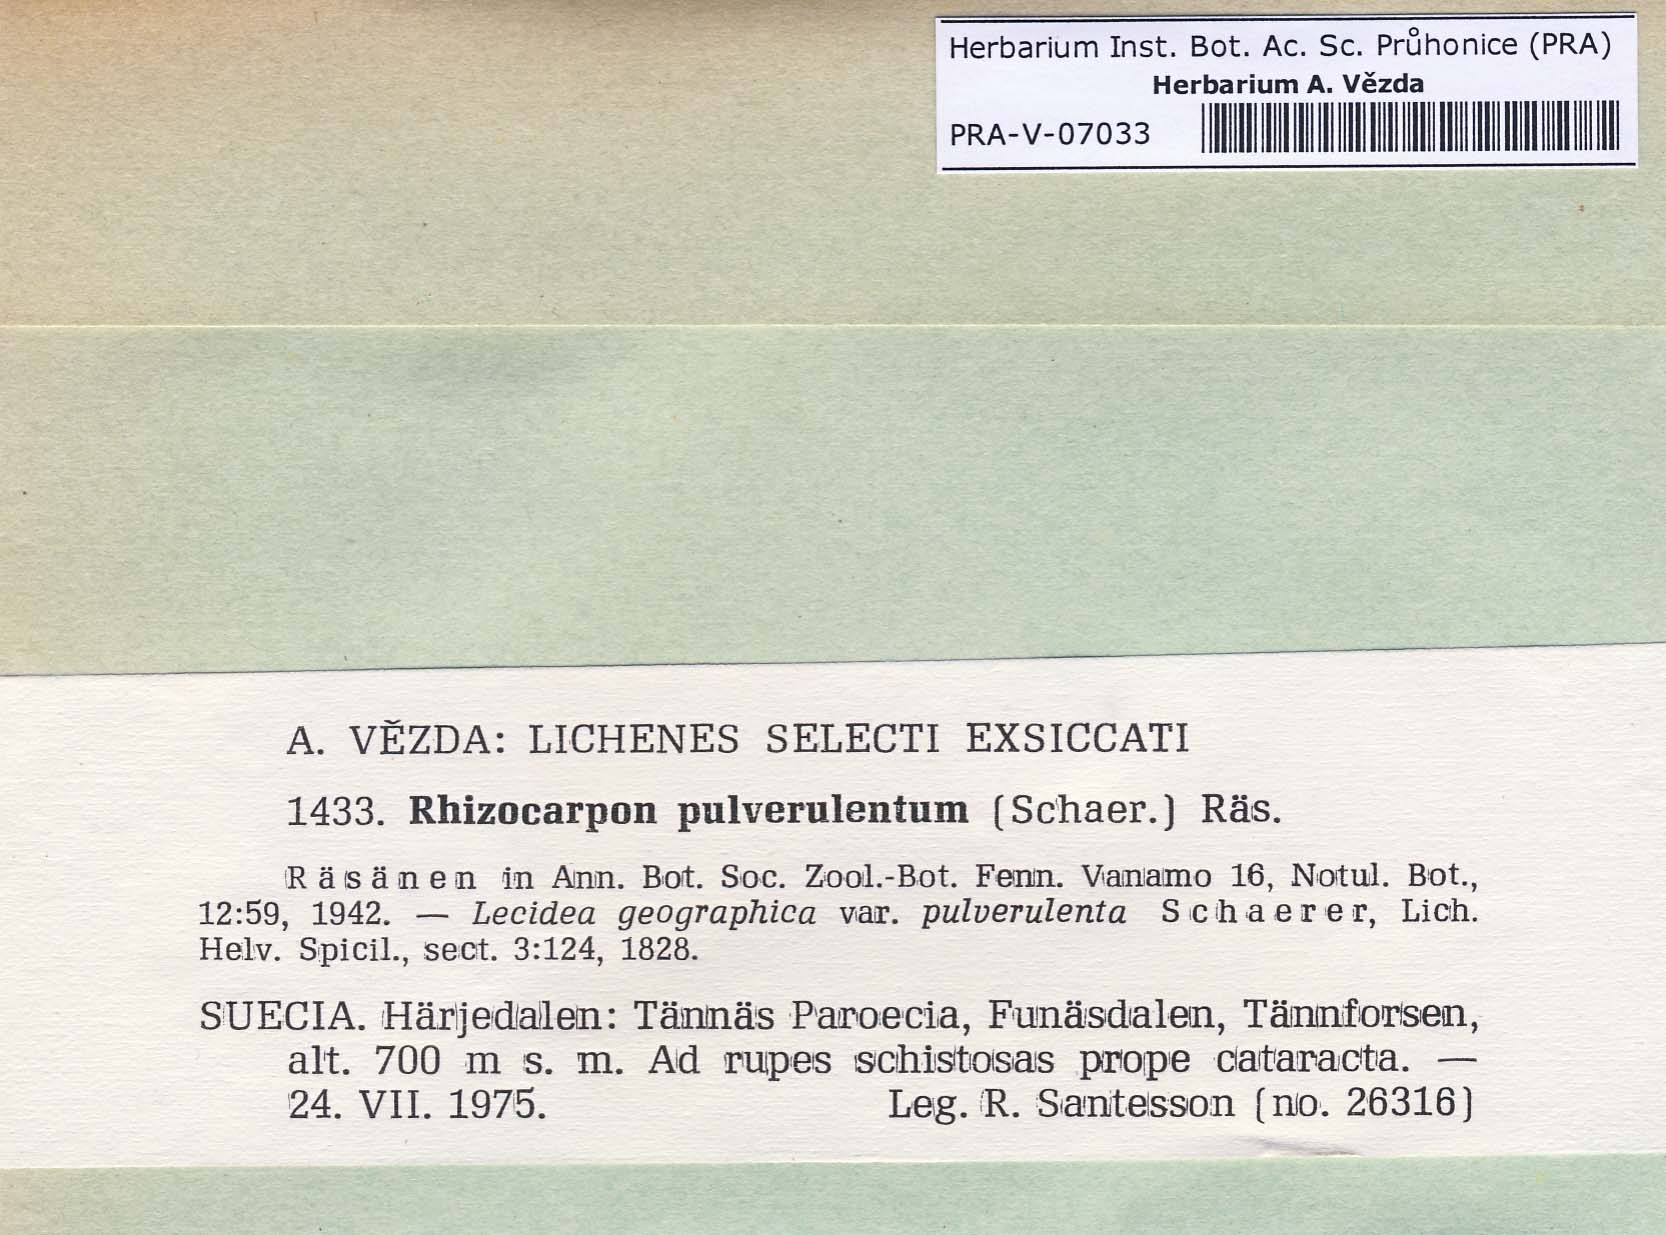 Herbarium Inst. Bot. Ac. Sc. Průhonice (PRA)
Herbarium A. Vězda
PRA-V-07033
A. VĚZDA: LICHENES SELECTI EXSICCATI
1433. Rhizocarpon pulverulentum (Schaer.) Räs.
Räsänen in Ann. Bot. Soc. Zool.-Bot. Fenn. Vanamo 16, Notul. Bot.,
12:59, 1942. — Lecidea geographica var. pulverulenta Schaerer, Lich.
Helv. Spicil., sect. 3:124, 1828.
SUECIA. Härjedalen: Tännäs Paroecia, Funäsdalen, Tännforsen,
alt. 700 m s. m. Ad rupes schistosas prope cataracta. —
24. VII. 1975. Leg. R. Santesson (no. 26316)